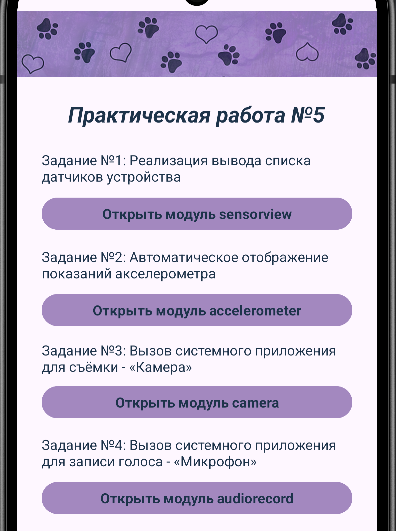 Практическая работа №5
Задание №1: Реализация вывода списка
датчиков устройства
Открыть модуль sensorview
Задание №2: Автоматическое отображение
показаний акселерометра
Открыть модуль accelerometer
Задание №3: Вызов системного приложения
для съёмки - «Камера»
Открыть модуль camera
Задание №4: Вызов системного приложения
для записи голоса - «Микрофон»
Открыть модуль audiorecord